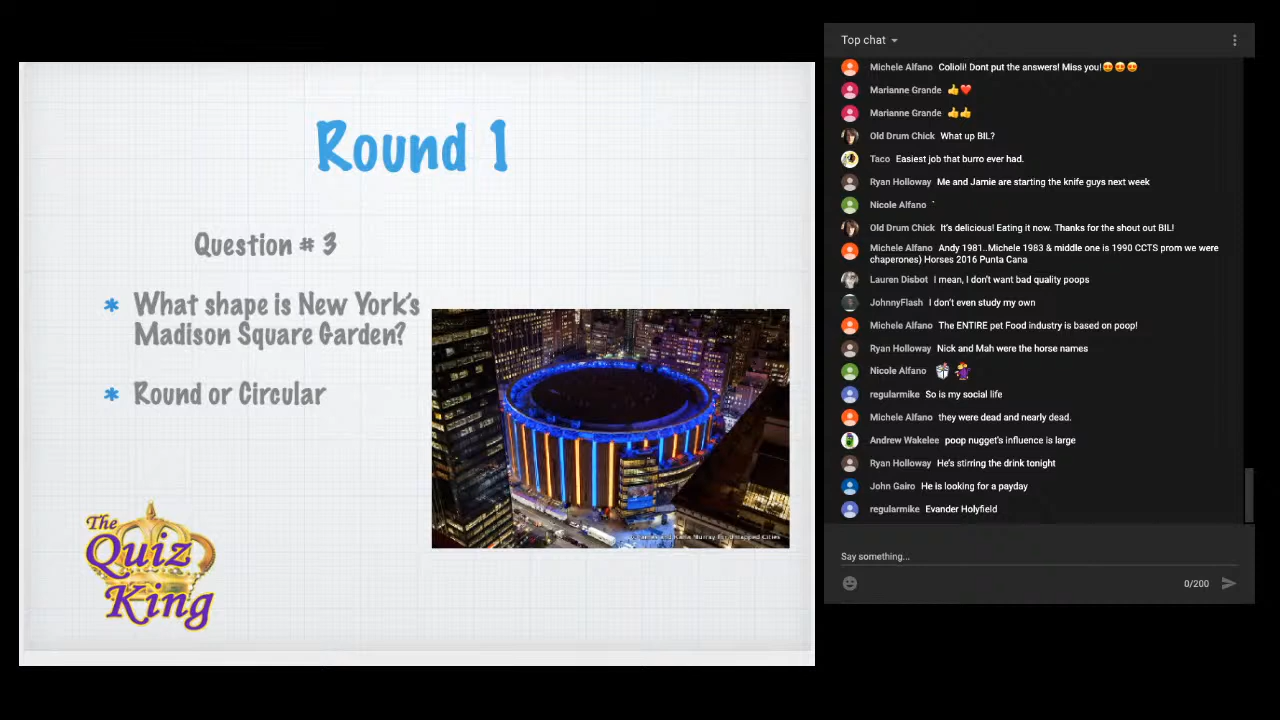 Round 1
Question # 3
* What shape is New York's
Madison Square Garden?
* Round or Circular
The
Quiz
King
Top chat
Michele Alfano Colioli! Dont put the answers! Miss you!😍😍😍
Marianne Grande 👍❤️
Marianne Grande 👍👍
Old Drum Chick What up BIL?
Taco Easiest job that burro ever had.
Ryan Holloway Me and Jamie are starting the knife guys next week
Nicole Alfano `
Old Drum Chick It's delicious! Eating it now. Thanks for the shout out BIL!
Michele Alfano Andy 1981..Michele 1983 & middle one is 1990 CCTS prom we were
chaperones) Horses 2016 Punta Cana
Lauren Disbot I mean, I don't want bad quality poops
JohnnyFlash I don't even study my own
Michele Alfano The ENTIRE pet Food industry is based on poop!
Ryan Holloway Nick and Mah were the horse names
Nicole Alfano
regularmike So is my social life
Michele Alfano they were dead and nearly dead.
Andrew Wakelee poop nugget's influence is large
Ryan Holloway He's stirring the drink tonight
John Gairo He is looking for a payday
regularmike Evander Holyfield
Say something...
0/200